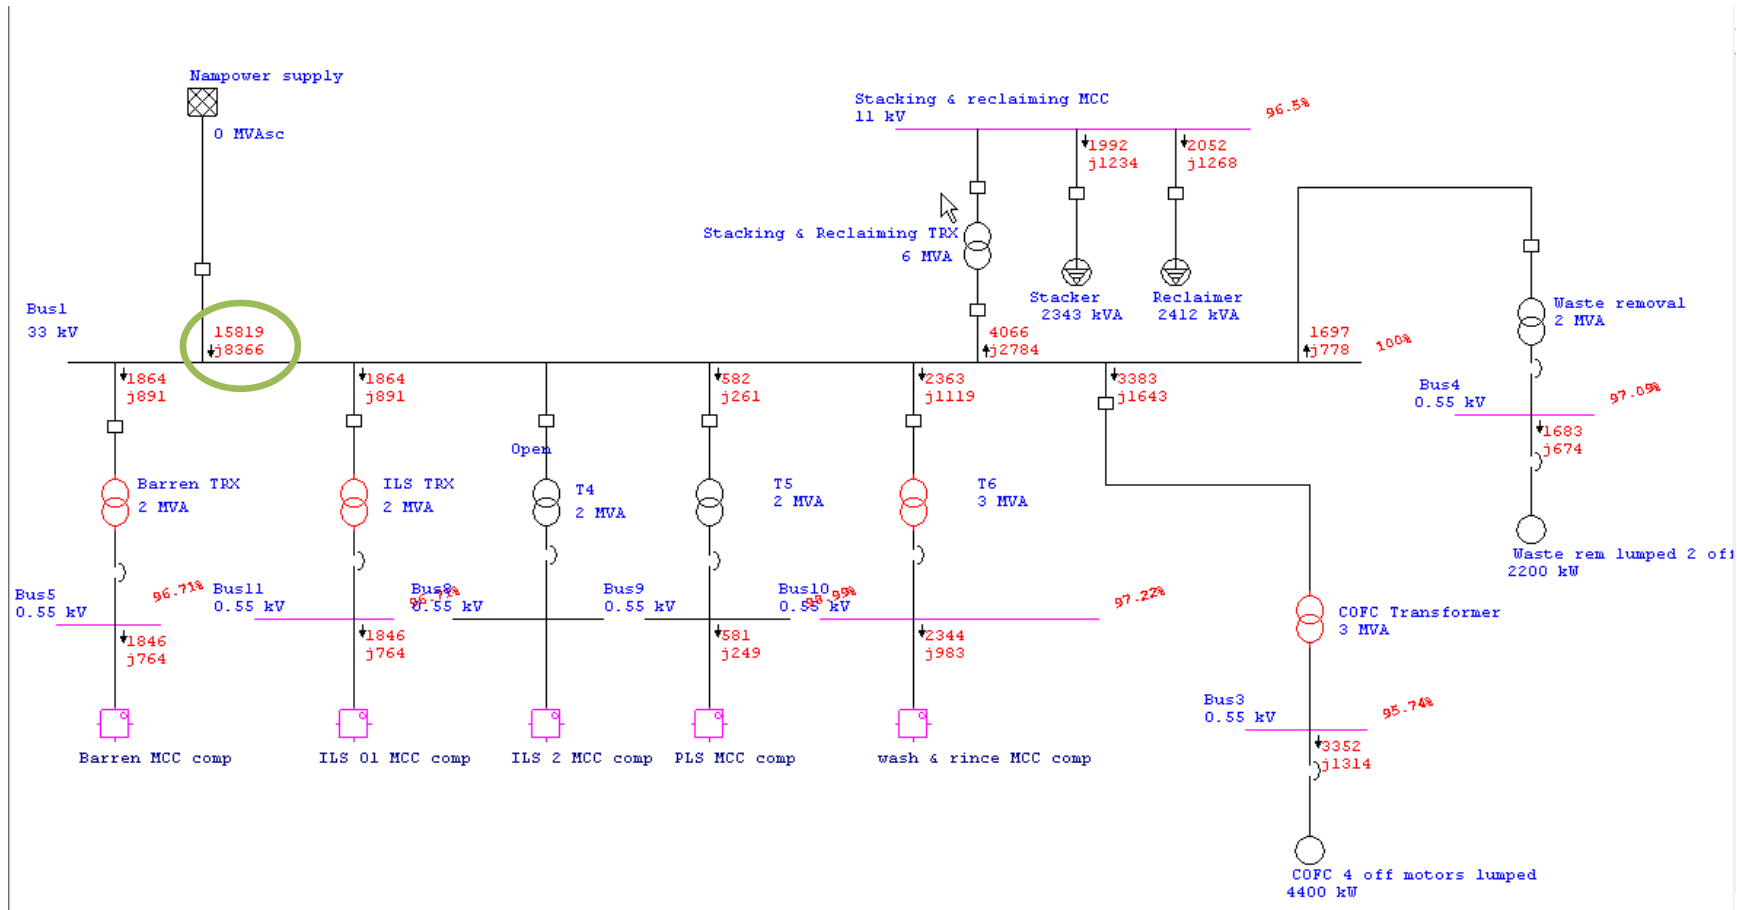 Nampower supply
0 MVAsc
Stacking & reclaiming MCC
11 kV
96.5%
1992
j1234
2052
j1268
Stacking & Reclaiming TRX
6 MVA
Stacker
2343 kVA
Reclaimer
2412 kVA
Waste removal
2 MVA
Bus1
33 kV
15819
j8366
4066
j2784
1697
j778
100%
1864
j891
1864
j891
582
j261
2363
j1119
3383
j1643
Bus4
0.55 kV
97.09%
1683
j674
Open
Barren TRX
2 MVA
ILS TRX
2 MVA
T4
2 MVA
T5
2 MVA
T6
3 MVA
Waste rem lumped 2 off
2200 kW
Bus5
0.55 kV
96.71%
Bus11
0.55 kV
96.71%
Bus8
0.55 kV
Bus9
0.55 kV
98.99%
Bus10
0.55 kV
97.22%
COFC Transformer
3 MVA
1846
j764
1846
j764
581
j249
2344
j983
Bus3
0.55 kV
95.74%
3352
j1314
Barren MCC comp
ILS 01 MCC comp
ILS 2 MCC comp
PLS MCC comp
wash & rince MCC comp
COFC 4 off motors lumped
4400 kW